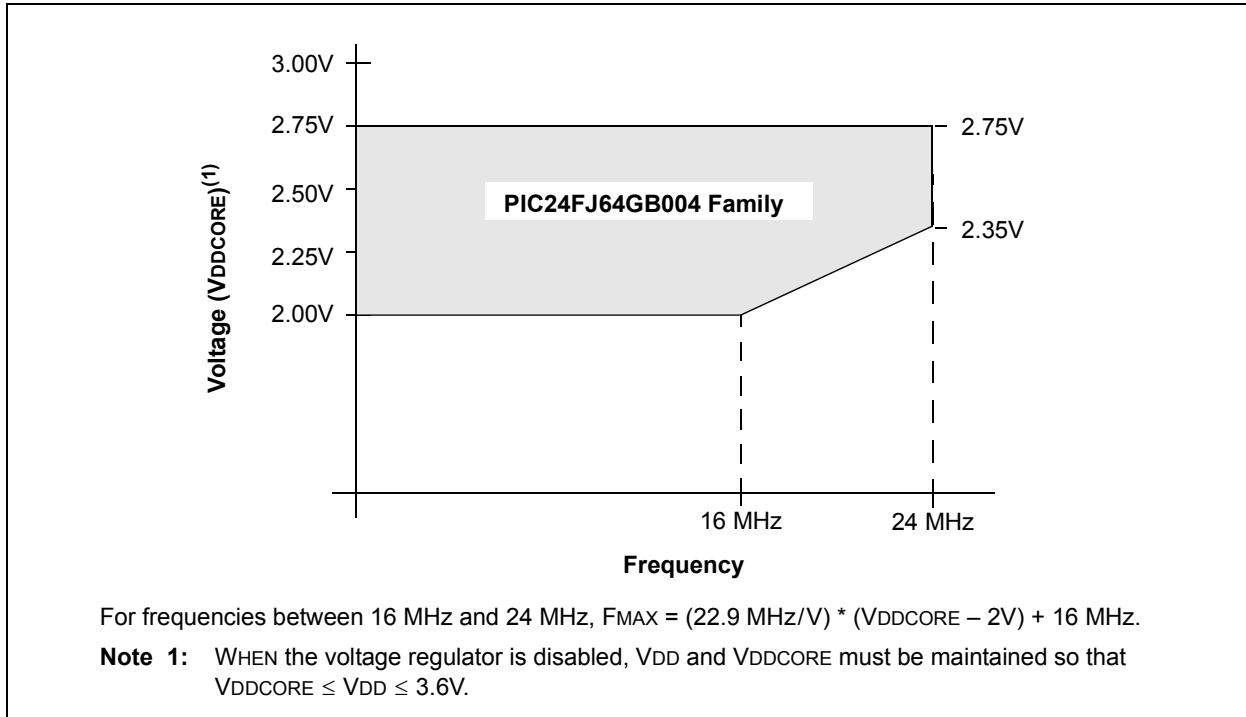 3.00V
2.75V
2.50V
2.25V
2.00V
Voltage (VDDCORE)(1)
PIC24FJ64GB004 Family
2.75V
2.35V
16 MHz
24 MHz
Frequency
For frequencies between 16 MHz and 24 MHz, FMAX = (22.9 MHz/V) * (VDDCORE – 2V) + 16 MHz.
Note 1: WHEN the voltage regulator is disabled, VDD and VDDCORE must be maintained so that
VDDCORE ≤ VDD ≤ 3.6V.